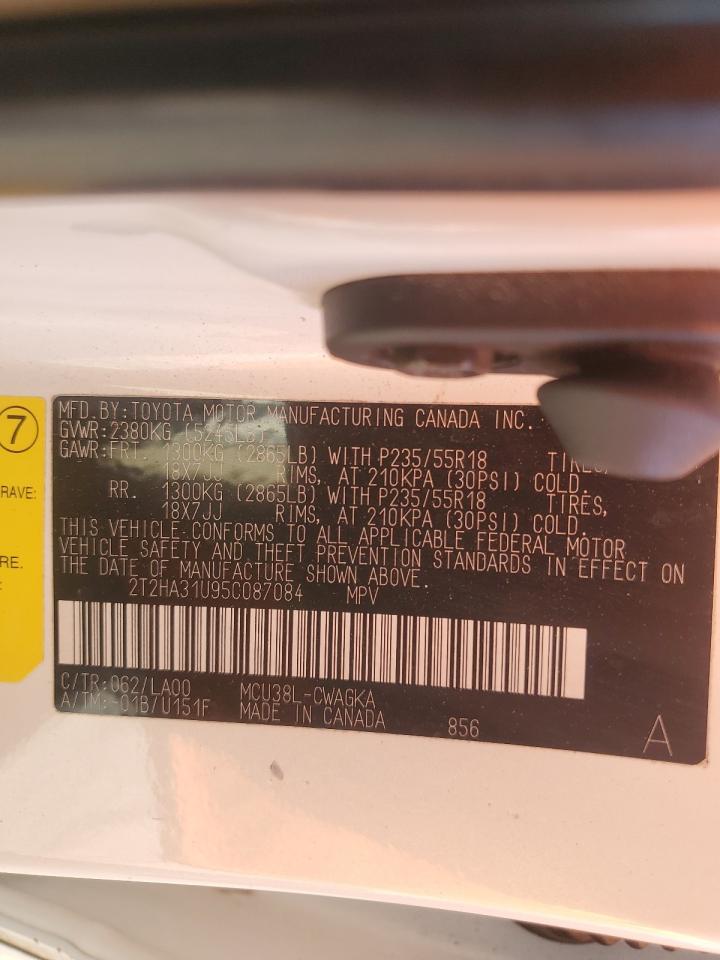 7
RAVE:
RE.
:
MFD.BY:TOYOTA MOTOR MANUFACTURING CANADA INC.
GVWR:2380KG (5245LB)
GAWR:FRT. 1300KG (2865LB) WITH P235/55R18 TIRES,
18X7JJ RIMS, AT 210KPA (30PSI) COLD.
RR. 1300KG (2865LB) WITH P235/55R18 TIRES,
18X7JJ RIMS, AT 210KPA (30PSI) COLD.
THIS VEHICLE CONFORMS TO ALL APPLICABLE FEDERAL MOTOR
VEHICLE SAFETY AND THEFT PREVENTION STANDARDS IN EFFECT ON
THE DATE OF MANUFACTURE SHOWN ABOVE.
2T2HA31U95C087084 MPV
C/TR:062/LA00 MCU38L-CWAGKA
A/TM:-01B/U151F MADE IN CANADA 856
A